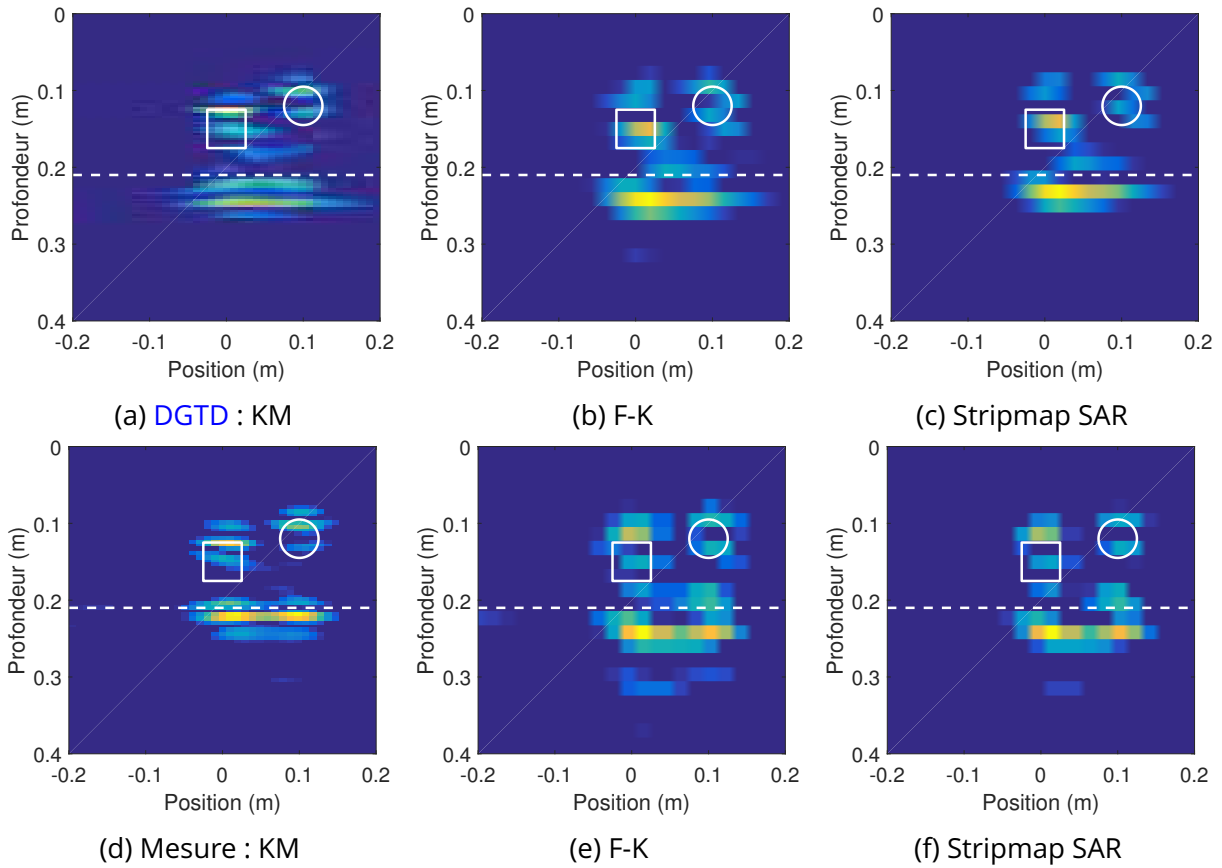 0
0.1
0.2
0.3
0.4
Profondeur (m)
-0.2 -0.1 0 0.1 0.2
Position (m)
(a) DGTD : KM
0
0.1
0.2
0.3
0.4
Profondeur (m)
-0.2 -0.1 0 0.1 0.2
Position (m)
(b) F-K
0
0.1
0.2
0.3
0.4
Profondeur (m)
-0.2 -0.1 0 0.1 0.2
Position (m)
(c) Stripmap SAR
0
0.1
0.2
0.3
0.4
Profondeur (m)
-0.2 -0.1 0 0.1 0.2
Position (m)
(d) Mesure : KM
0
0.1
0.2
0.3
0.4
Profondeur (m)
-0.2 -0.1 0 0.1 0.2
Position (m)
(e) F-K
0
0.1
0.2
0.3
0.4
Profondeur (m)
-0.2 -0.1 0 0.1 0.2
Position (m)
(f) Stripmap SAR